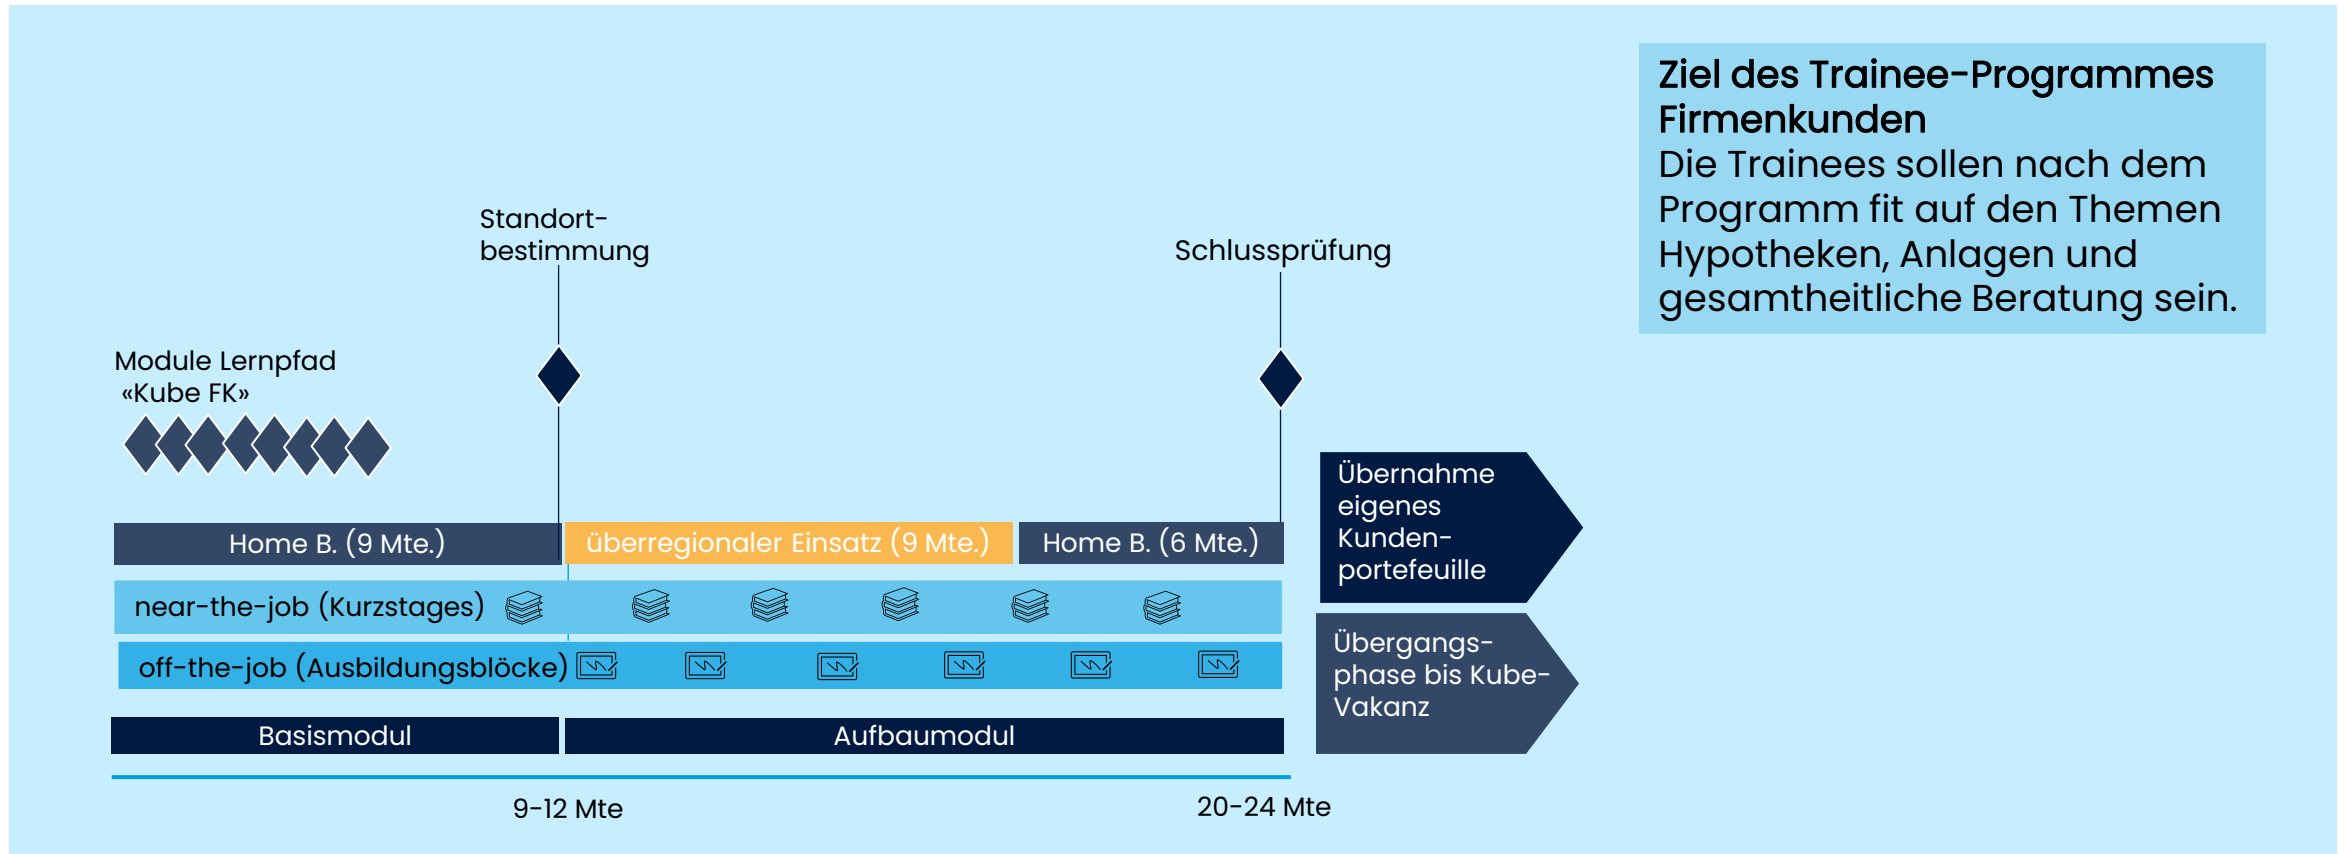 Ziel des Trainee-Programmes
Firmenkunden
Die Trainees sollen nach dem
Programm fit auf den Themen
Hypotheken, Anlagen und
gesamtheitliche Beratung sein.
Standort-
bestimmung
Schlussprüfung
Module Lernpfad
«Kube FK»
Home B. (9 Mte.)
überregionaler Einsatz (9 Mte.)
Home B. (6 Mte.)
near-the-job (Kurzstages)
off-the-job (Ausbildungsblöcke)
Basismodul
Aufbaumodul
9-12 Mte
20-24 Mte
Übernahme
eigenes
Kunden-
portefeuille
Übergangs-
phase bis Kube-
Vakanz